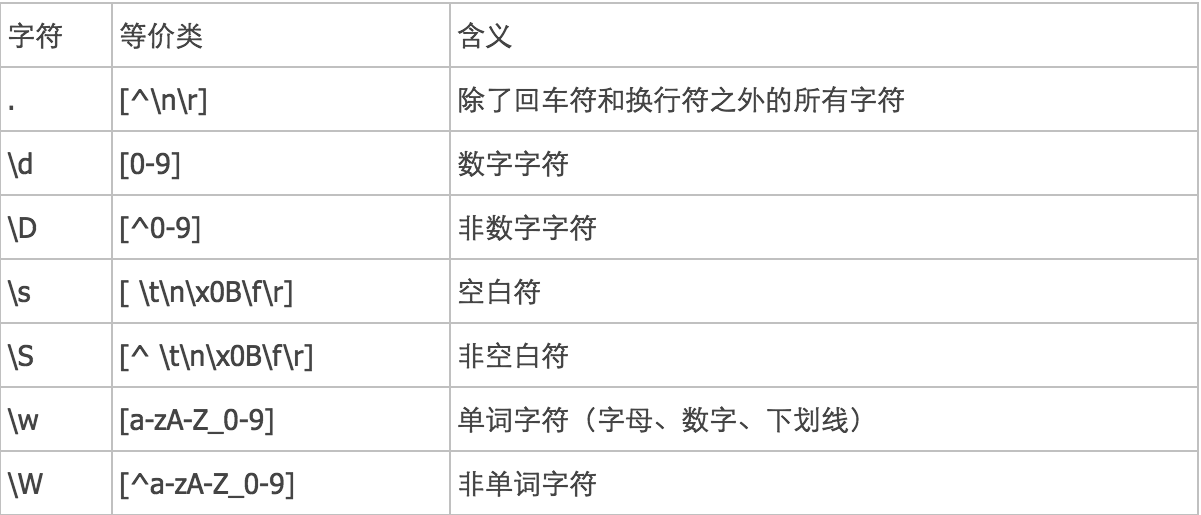 字符 等价类 含义
. [^\n\r] 除了回车符和换行符之外的所有字符
\d [0-9] 数字字符
\D [^0-9] 非数字字符
\s [ \t\n\x0B\f\r] 空白符
\S [^ \t\n\x0B\f\r] 非空白符
\w [a-zA-Z_0-9] 单词字符（字母、数字、下划线）
\W [^a-zA-Z_0-9] 非单词字符